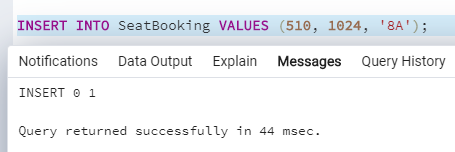 INSERT INTO SeatBooking VALUES (510, 1024, '8A');
Notifications Data Output Explain Messages Query History
INSERT 0 1
Query returned successfully in 44 msec.